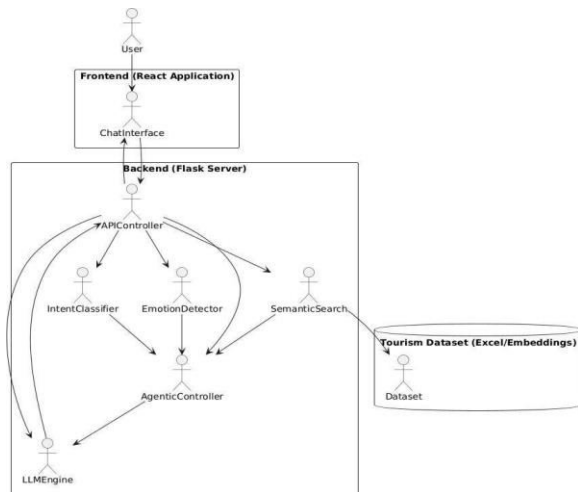 User
Frontend (React Application)
ChatInterface
Backend (Flask Server)
APIController
IntentClassifier
EmotionDetector
SemanticSearch
Tourism Dataset (Excel/Embeddings)
Dataset
AgenticController
LLMEngine